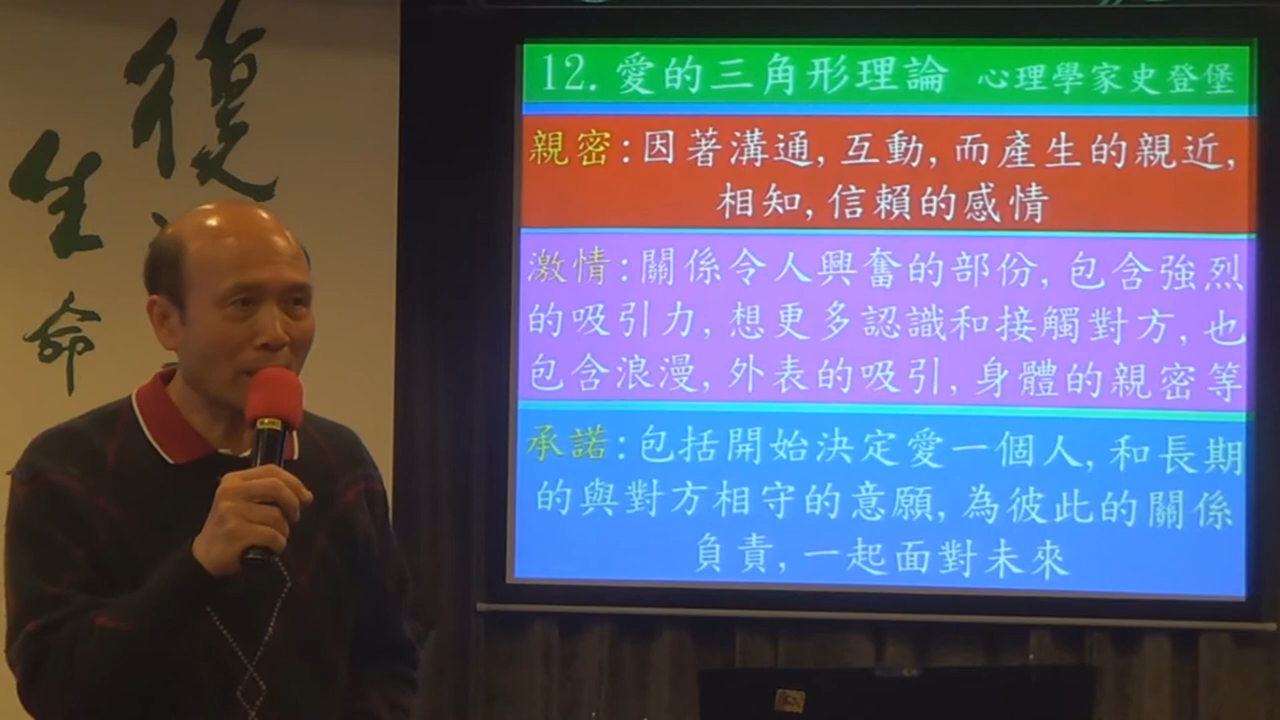 復
生
命
12. 愛的三角形理論 心理學家史登堡
親密:因著溝通, 互動, 而產生的親近,
相知, 信賴的感情
激情:關係令人興奮的部份, 包含強烈
的吸引力, 想更多認識和接觸對方, 也
包含浪漫, 外表的吸引, 身體的親密等
承諾:包括開始決定愛一個人, 和長期
的與對方相守的意願, 為彼此的關係
負責, 一起面對未來